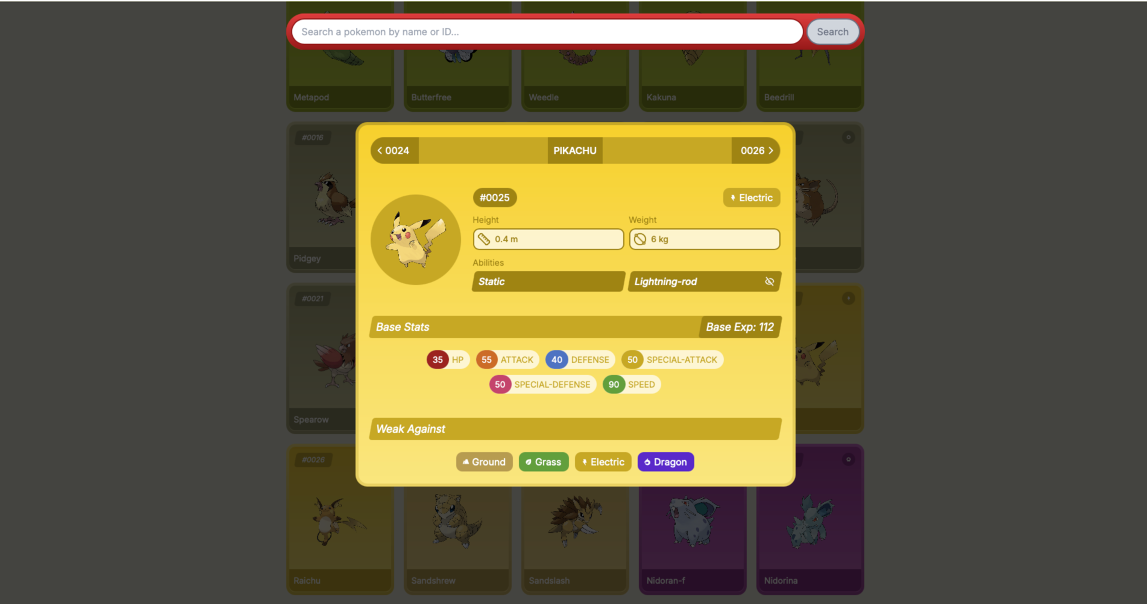 Search a pokemon by name or ID...
Search
Metapod
Butterfree
Weedle
Kakuna
Beedrill
#0016
Pidgey
#0021
Spearow
#0026
Raichu
Sandshrew
Sandslash
Nidoran-f
Nidorina
< 0024
PIKACHU
0026 >
#0025
Electric
Height
Weight
0.4 m
6 kg
Abilities
Static
Lightning-rod
Base Stats
Base Exp: 112
35 HP
55 ATTACK
40 DEFENSE
50 SPECIAL-ATTACK
50 SPECIAL-DEFENSE
90 SPEED
Weak Against
Ground
Grass
Electric
Dragon